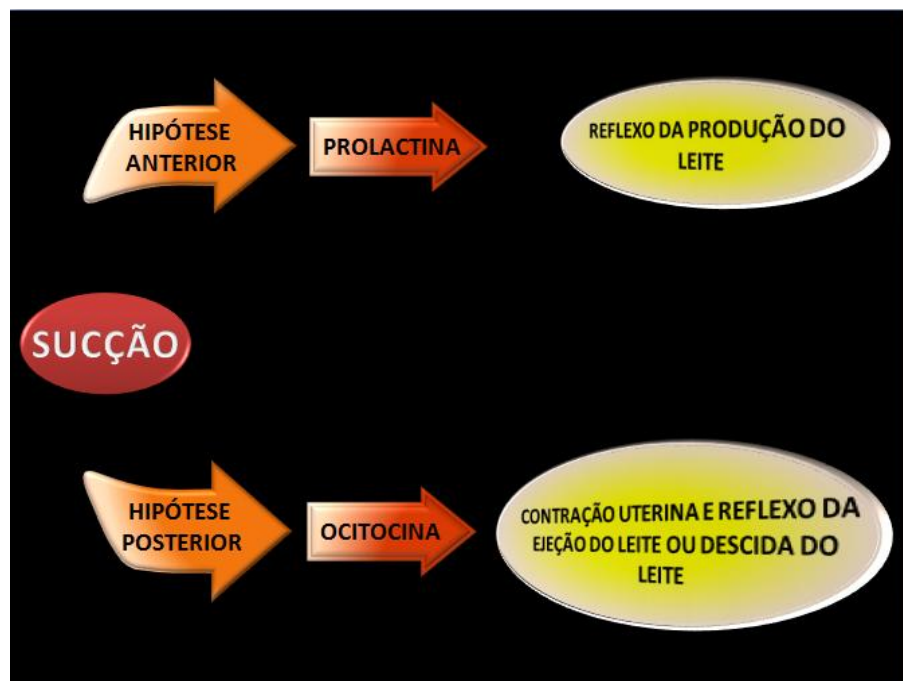 HIPÓTESE
ANTERIOR
PROLACTINA
REFLEXO DA PRODUÇÃO DO
LEITE
SUCÇÃO
HIPÓTESE
POSTERIOR
OCITOCINA
CONTRAÇÃO UTERINA E REFLEXO DA
EJEÇÃO DO LEITE OU DESCIDA DO
LEITE